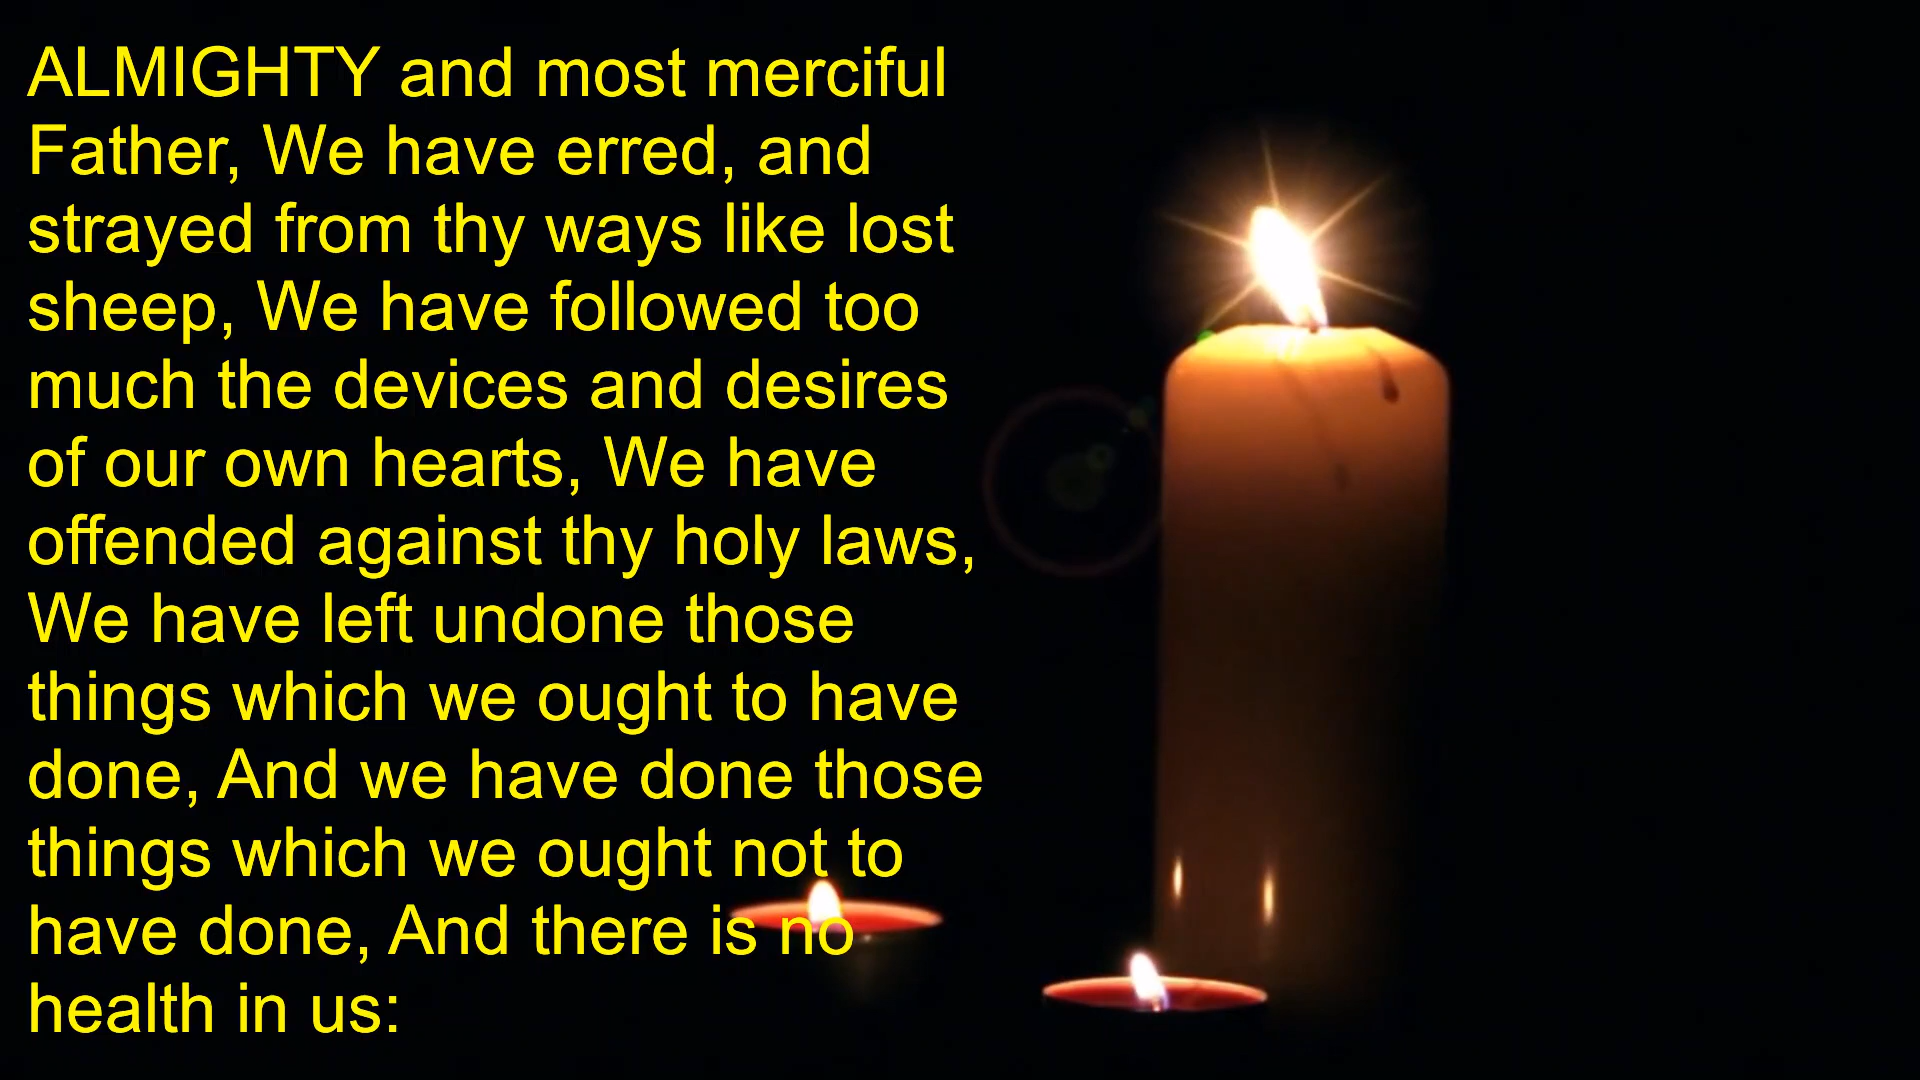 ALMIGHTY and most merciful
Father, We have erred, and
strayed from thy ways like lost
sheep, We have followed too
much the devices and desires
of our own hearts, We have
offended against thy holy laws,
We have left undone those
things which we ought to have
done, And we have done those
things which we ought not to
have done, And there is no
health in us: